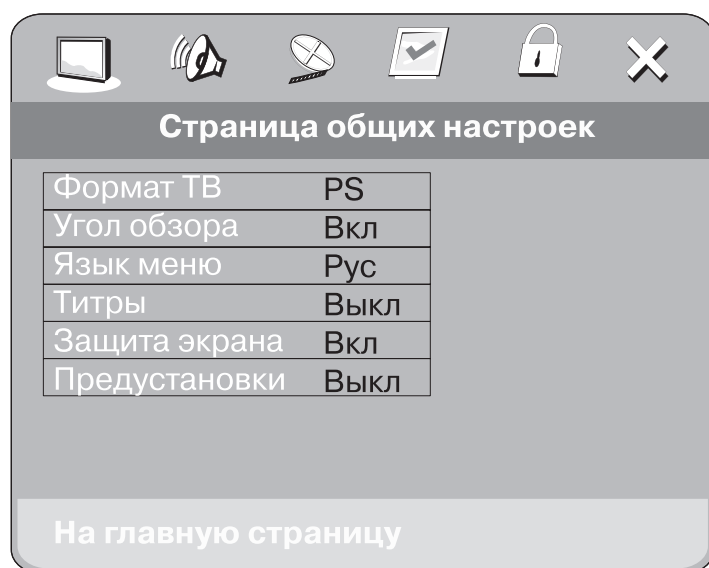 Страница общих настроек
Формат ТВ PS
Угол обзора Вкл
Язык меню Рус
Титры Выкл
Защита экрана Вкл
Предустановки Выкл
На главную страницу